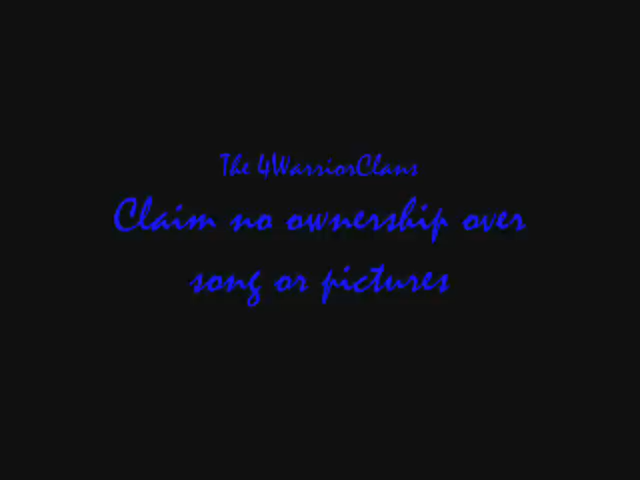 The 4WarriorClans
Claim no ownership over
song or pictures